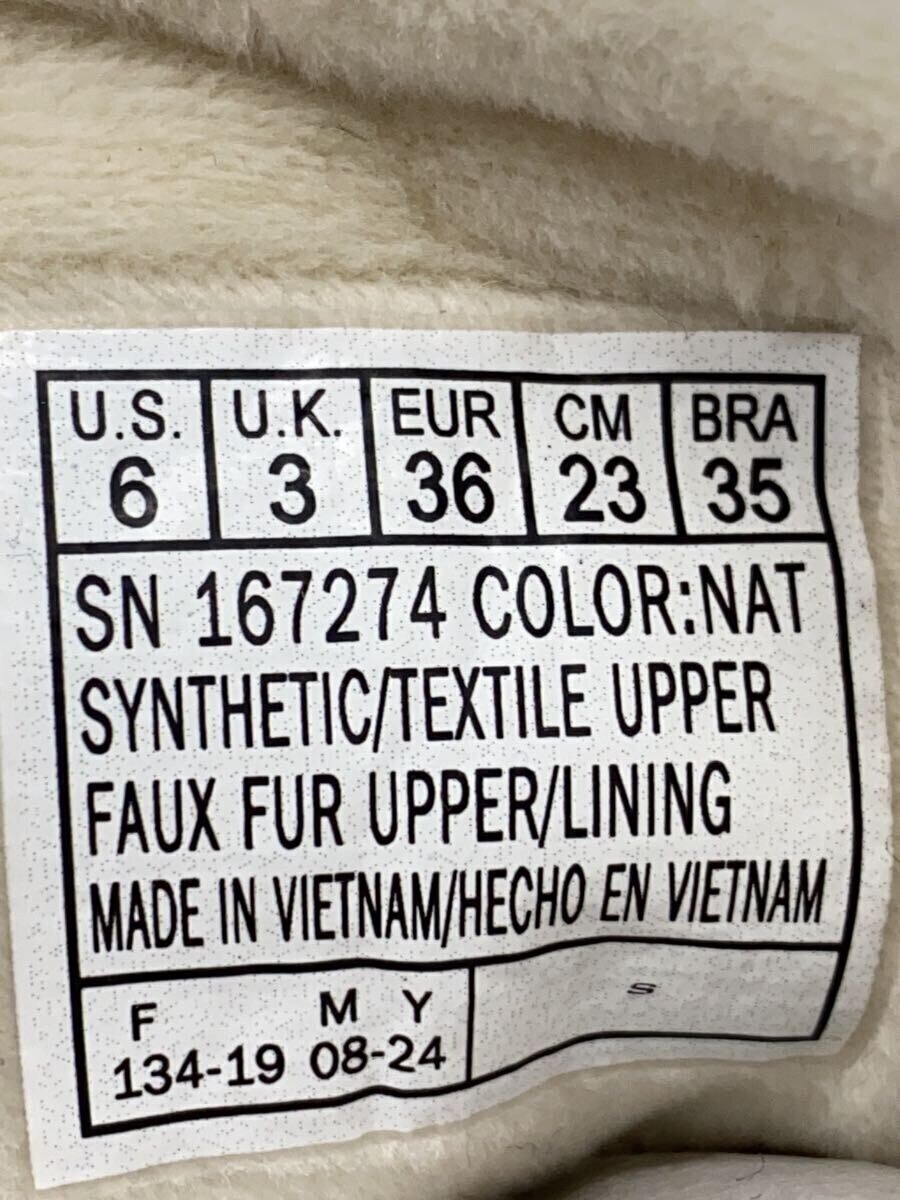 U.S. U.K. EUR CM BRA
6 3 36 23 35
SN 167274 COLOR:NAT
SYNTHETIC/TEXTILE UPPER
FAUX FUR UPPER/LINING
MADE IN VIETNAM/HECHO EN VIETNAM
F M Y
134-19 08-24
S